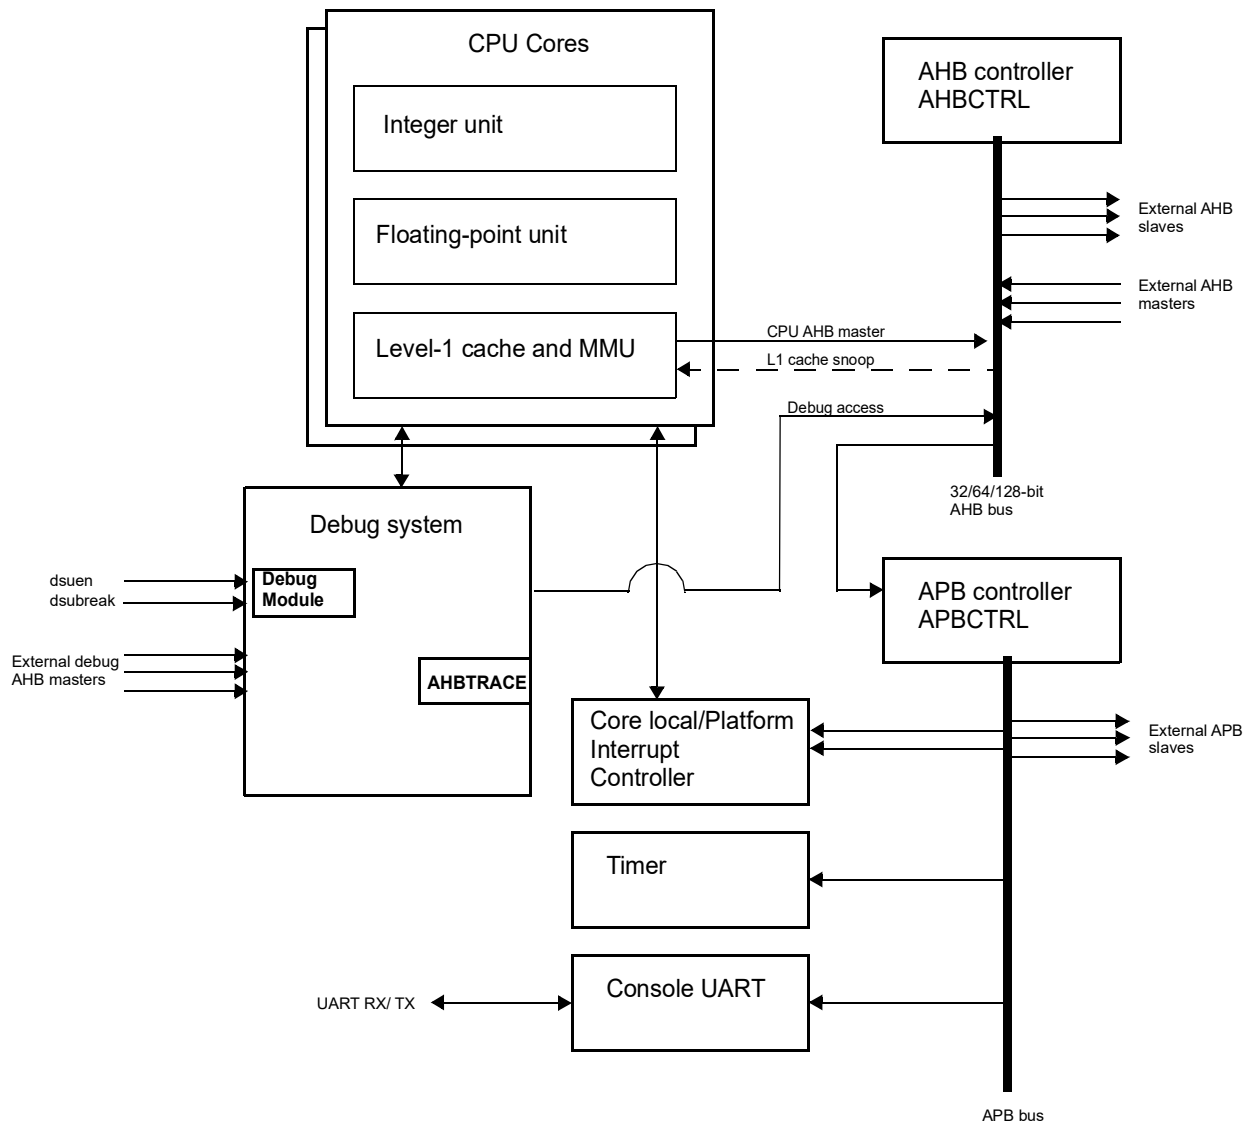 CPU Cores
Integer unit
Floating-point unit
Level-1 cache and MMU
AHB controller
AHBCTRL
External AHB
slaves
External AHB
masters
CPU AHB master
L1 cache snoop
Debug access
32/64/128-bit
AHB bus
Debug system
dsuen
dsubreak
Debug
Module
External debug
AHB masters
AHBTRACE
APB controller
APBCTRL
Core local/Platform
Interrupt
Controller
External APB
slaves
Timer
Console UART
UART RX/ TX
APB bus